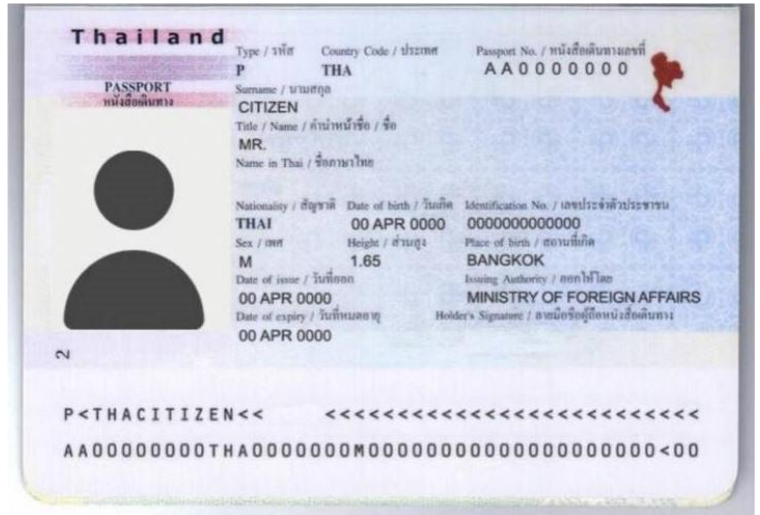 Thailand
PASSPORT
หนังสือเดินทาง
Type / รหัส Country Code / ประเทศ Passport No. / หนังสือเดินทางเลขที่
P THA AA0000000
Surname / นามสกุล
CITIZEN
Title / Name / คำนำหน้าชื่อ / ชื่อ
MR.
Name in Thai / ชื่อภาษาไทย
Nationality / สัญชาติ Date of birth / วันเกิด Identification No. / เลขประจำตัวประชาชน
THAI 00 APR 0000 0000000000000
Sex / เพศ Height / ส่วนสูง Place of birth / สถานที่เกิด
M 1.65 BANGKOK
Date of issue / วันที่ออก Issuing Authority / ออกให้โดย
00 APR 0000 MINISTRY OF FOREIGN AFFAIRS
Date of expiry / วันที่หมดอายุ Holder's Signature / ลายมือชื่อผู้ถือหนังสือเดินทาง
00 APR 0000
2
P<THACITIZEN<< <<<<<<<<<<<<<<<<<<<<<<<<<<
AA00000000THA0000000M00000000000000000000<00